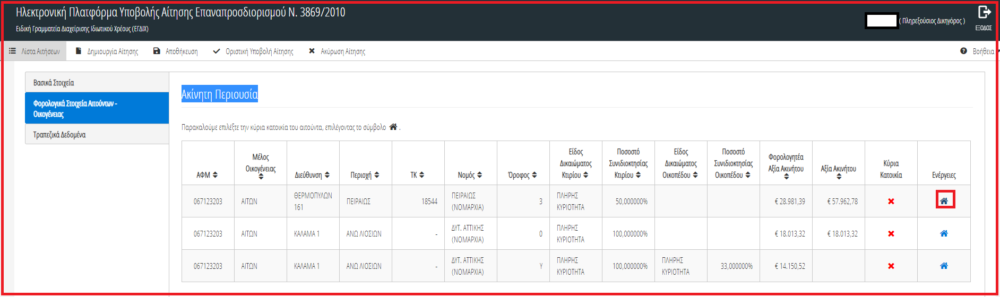 Ηλεκτρονική Πλατφόρμα Υποβολής Αίτησης Επαναπροσδιορισμού Ν. 3869/2010
Ειδική Γραμματεία Διαχείρισης Ιδιωτικού Χρέους (ΕΓΔΙΧ)
( Πληρεξούσιος Δικηγόρος )
ΕΞΟΔΟΣ
Λίστα Αιτήσεων Δημιουργία Αίτησης Αποθήκευση Οριστική Υποβολή Αίτησης Ακύρωση Αίτησης Βοήθεια
Βασικά Στοιχεία
Φορολογικά Στοιχεία Αιτούντων -
Οικογένειας
Τραπεζικά Δεδομένα
Ακίνητη Περιουσία
Παρακαλούμε επιλέξτε την κύρια κατοικία του αιτούντα, επιλέγοντας το σύμβολο .
ΑΦΜ
Μέλος
Οικογένειας
Διεύθυνση
Περιοχή
ΤΚ
Νομός
Όροφος
Είδος
Δικαιώματος
Κτιρίου
Ποσοστό
Συνιδιοκτησίας
Κτιρίου
Είδος
Δικαιώματος
Οικοπέδου
Ποσοστό
Συνιδιοκτησίας
Οικοπέδου
Φορολογητέα
Αξία Ακινήτου
Αξία Ακινήτου
Κύρια
Κατοικία
Ενέργειες
067123203
ΑΙΤΩΝ
ΘΕΡΜΟΠΥΛΩΝ
161
ΠΕΙΡΑΙΩΣ
18544
ΠΕΙΡΑΙΩΣ
(ΝΟΜΑΡΧΙΑ)
3
ΠΛΗΡΗΣ
ΚΥΡΙΟΤΗΤΑ
50,000000%
€ 28.981,39
€ 57.962,78
067123203
ΑΙΤΩΝ
ΚΑΛΑΜΑ 1
ΑΝΩ ΛΙΟΣΙΩΝ
-
ΔΥΤ. ΑΤΤΙΚΗΣ
(ΝΟΜΑΡΧΙΑ)
0
ΠΛΗΡΗΣ
ΚΥΡΙΟΤΗΤΑ
100,000000%
€ 18.013,32
€ 18.013,32
067123203
ΑΙΤΩΝ
ΚΑΛΑΜΑ 1
ΑΝΩ ΛΙΟΣΙΩΝ
-
ΔΥΤ. ΑΤΤΙΚΗΣ
(ΝΟΜΑΡΧΙΑ)
Υ
ΠΛΗΡΗΣ
ΚΥΡΙΟΤΗΤΑ
100,000000%
ΠΛΗΡΗΣ
ΚΥΡΙΟΤΗΤΑ
33,000000%
€ 14.150,52